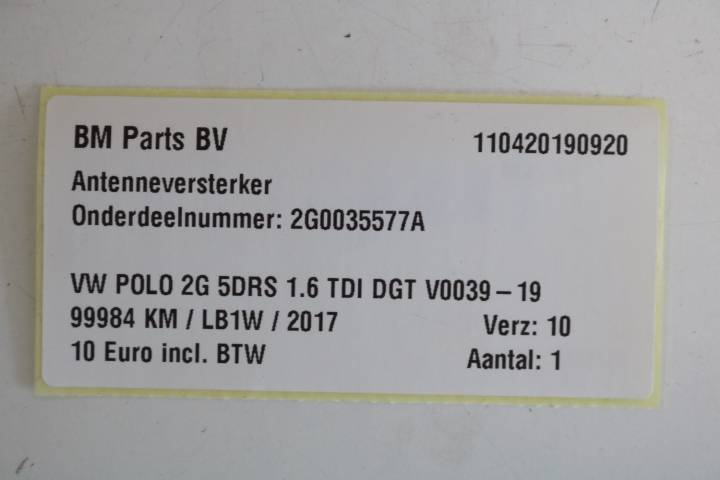 BM Parts BV 110420190920
Antenneversterker
Onderdeelnummer: 2G0035577A
VW POLO 2G 5DRS 1.6 TDI DGT V0039 – 19
99984 KM / LB1W / 2017 Verz: 10
10 Euro incl. BTW Aantal: 1